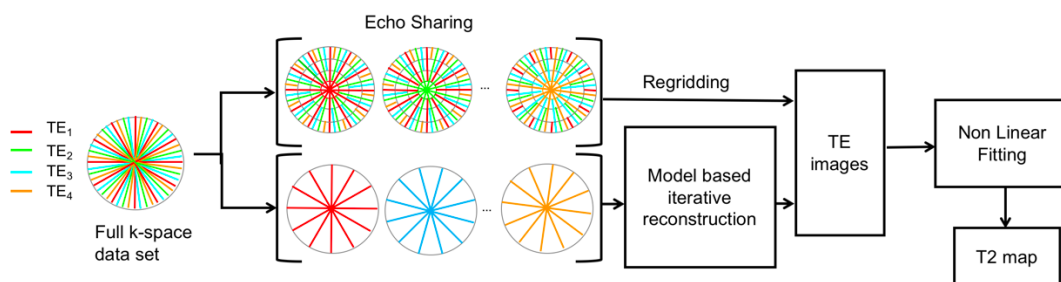 Echo Sharing
TE1
TE2
TE3
TE4
Full k-space
data set
...
...
Regridding
Model based
iterative
reconstruction
TE
images
Non Linear
Fitting
T2 map